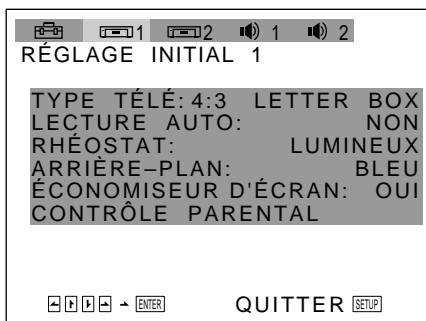 1 2 1 2
RÉGLAGE INITIAL 1
TYPE TÉLÉ: 4:3 LETTER BOX
LECTURE AUTO: NON
RHÉOSTAT: LUMINEUX
ARRIÈRE–PLAN: BLEU
ÉCONOMISEUR D'ÉCRAN: OUI
CONTRÔLE PARENTAL
ENTER QUITTER SETUP